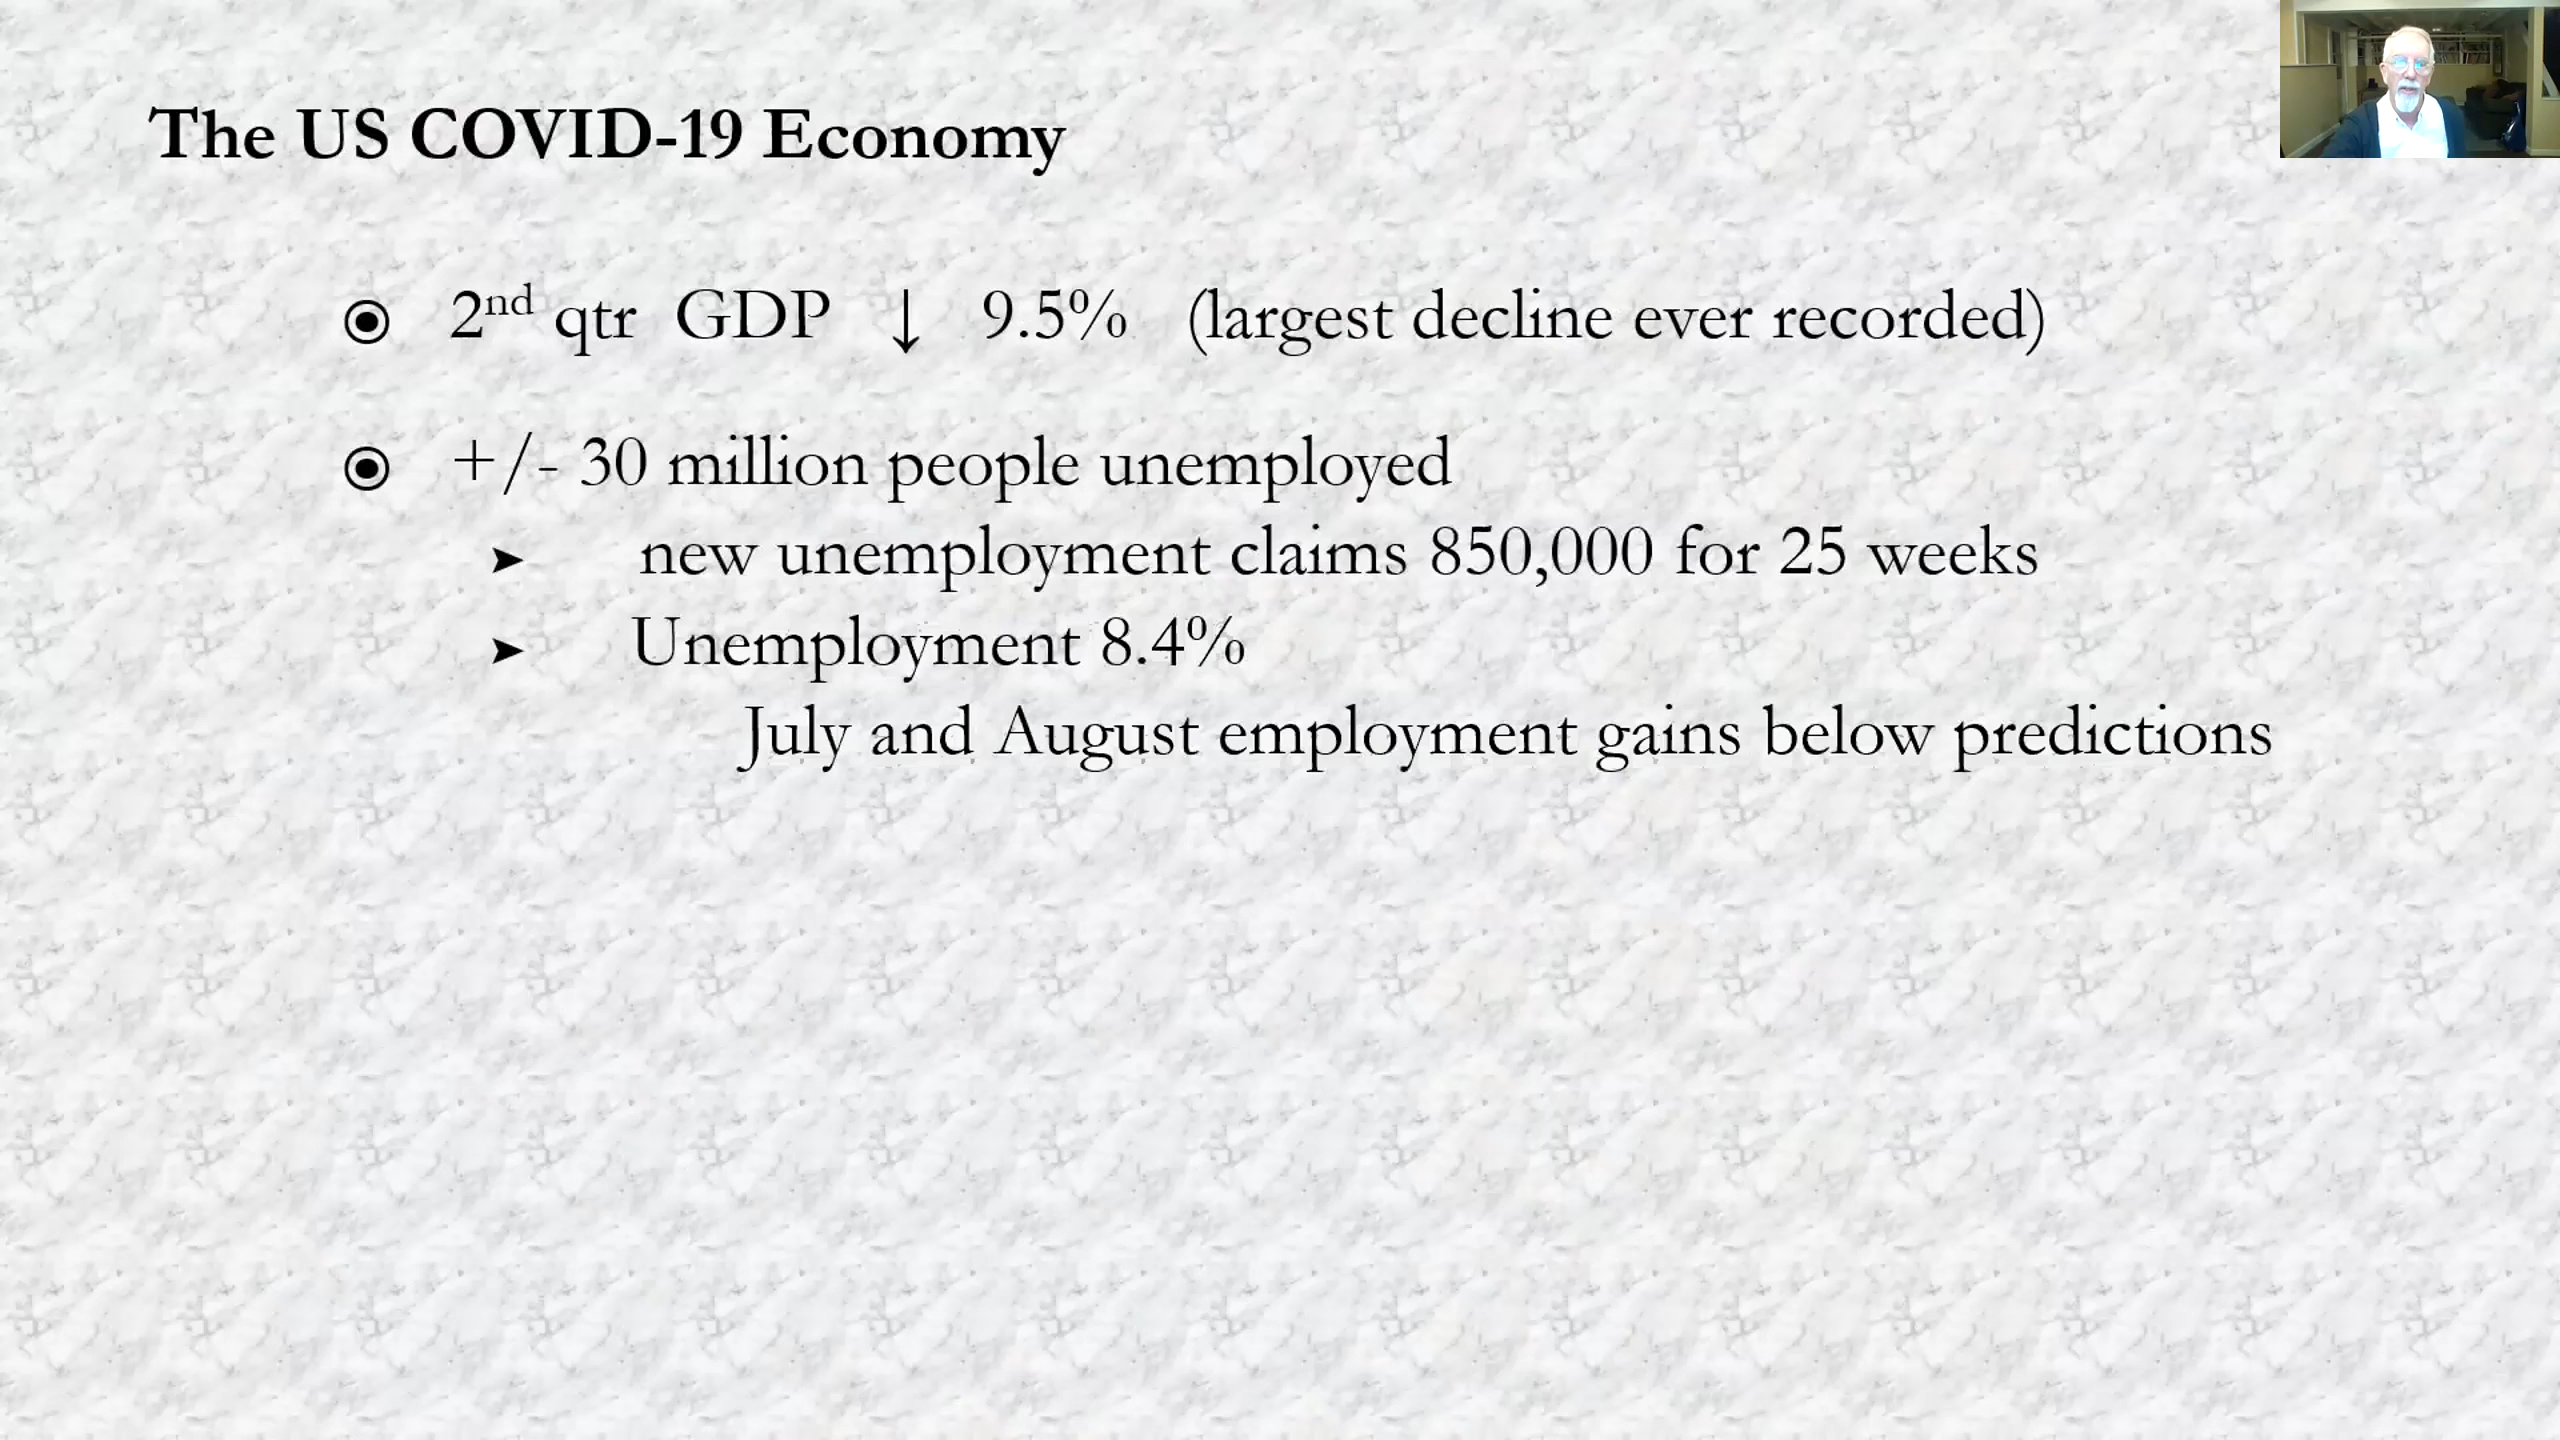 The US COVID-19 Economy
2nd qtr GDP ↓ 9.5% (largest decline ever recorded)
+/- 30 million people unemployed
new unemployment claims 850,000 for 25 weeks
Unemployment 8.4%
July and August employment gains below predictions